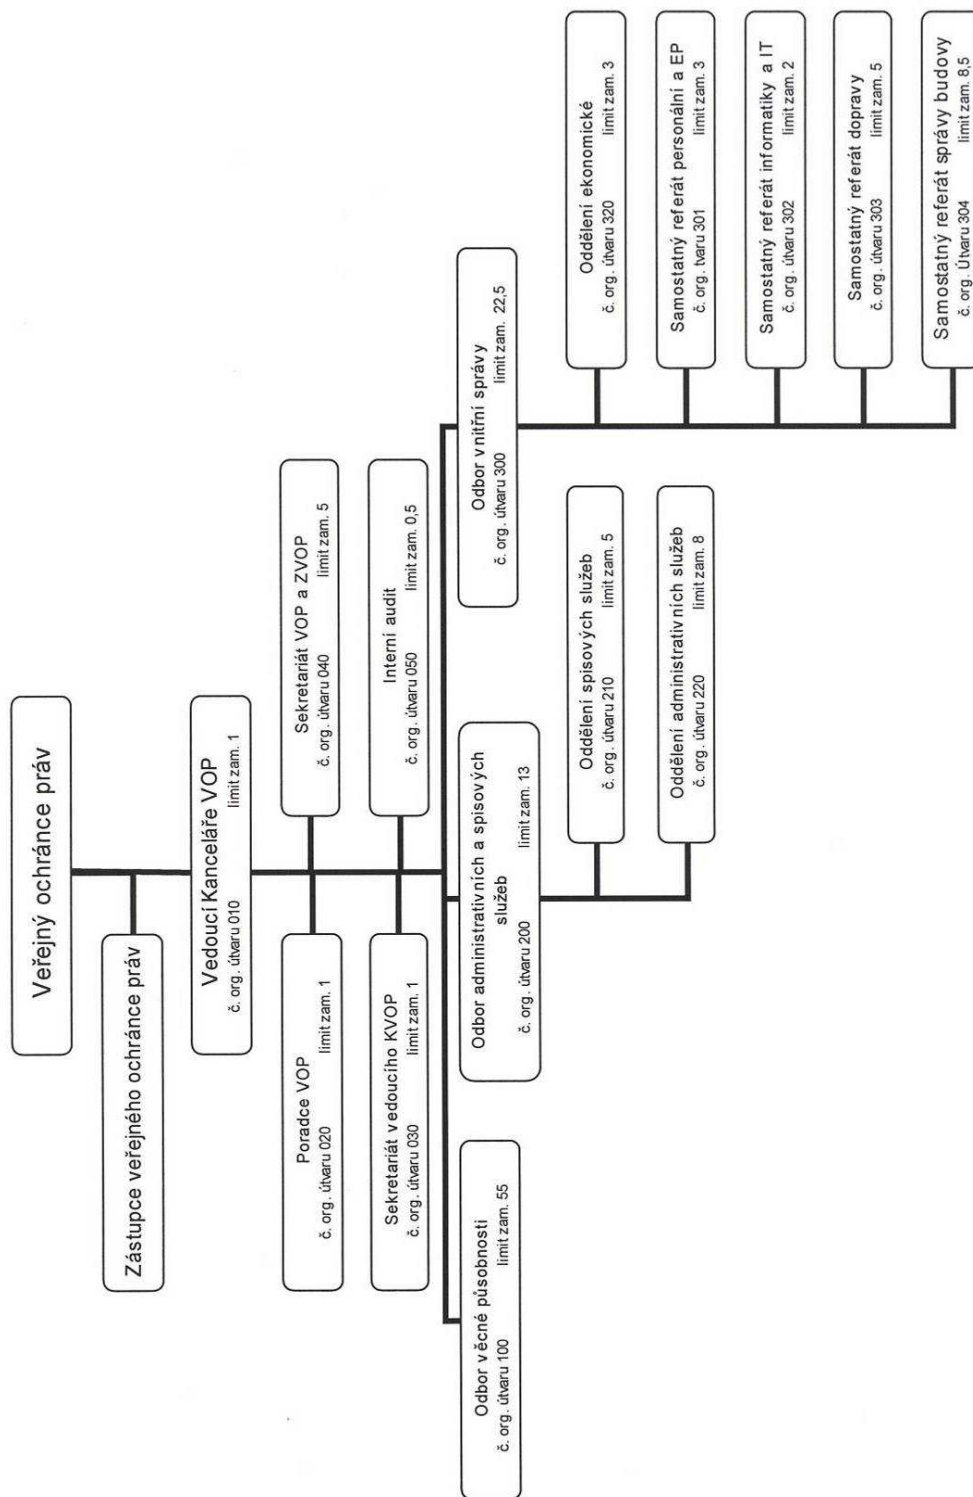 Veřejný ochránce práv
Zástupce veřejného ochránce práv
Vedoucí Kanceláře VOP
č. org. útvaru 010 limit zam. 1
Poradce VOP
č. org. útvaru 020 limit zam. 1
Sekretariát VOP a ZVOP
č. org. útvaru 040 limit zam. 5
Sekretariát vedoucího KVOP
č. org. útvaru 030 limit zam. 1
Interní audit
č. org. útvaru 050 limit zam. 0,5
Odbor věcné působnosti
č. org. útvaru 100 limit zam. 55
Odbor administrativních a spisových
služeb
č. org. útvaru 200 limit zam. 13
Oddělení spisových služeb
č. org. útvaru 210 limit zam. 5
Oddělení administrativních služeb
č. org. útvaru 220 limit zam. 8
Odbor vnitřní správy
č. org. útvaru 300 limit zam. 22,5
Oddělení ekonomické
č. org. útvaru 320 limit zam. 3
Samostatný referát personální a EP
č. org. tvaru 301 limit zam. 3
Samostatný referát informatiky a IT
č. org. útvaru 302 limit zam. 2
Samostatný referát dopravy
č. org. útvaru 303 limit zam. 5
Samostatný referát správy budovy
č. org. Útvaru 304 limit zam. 8,5